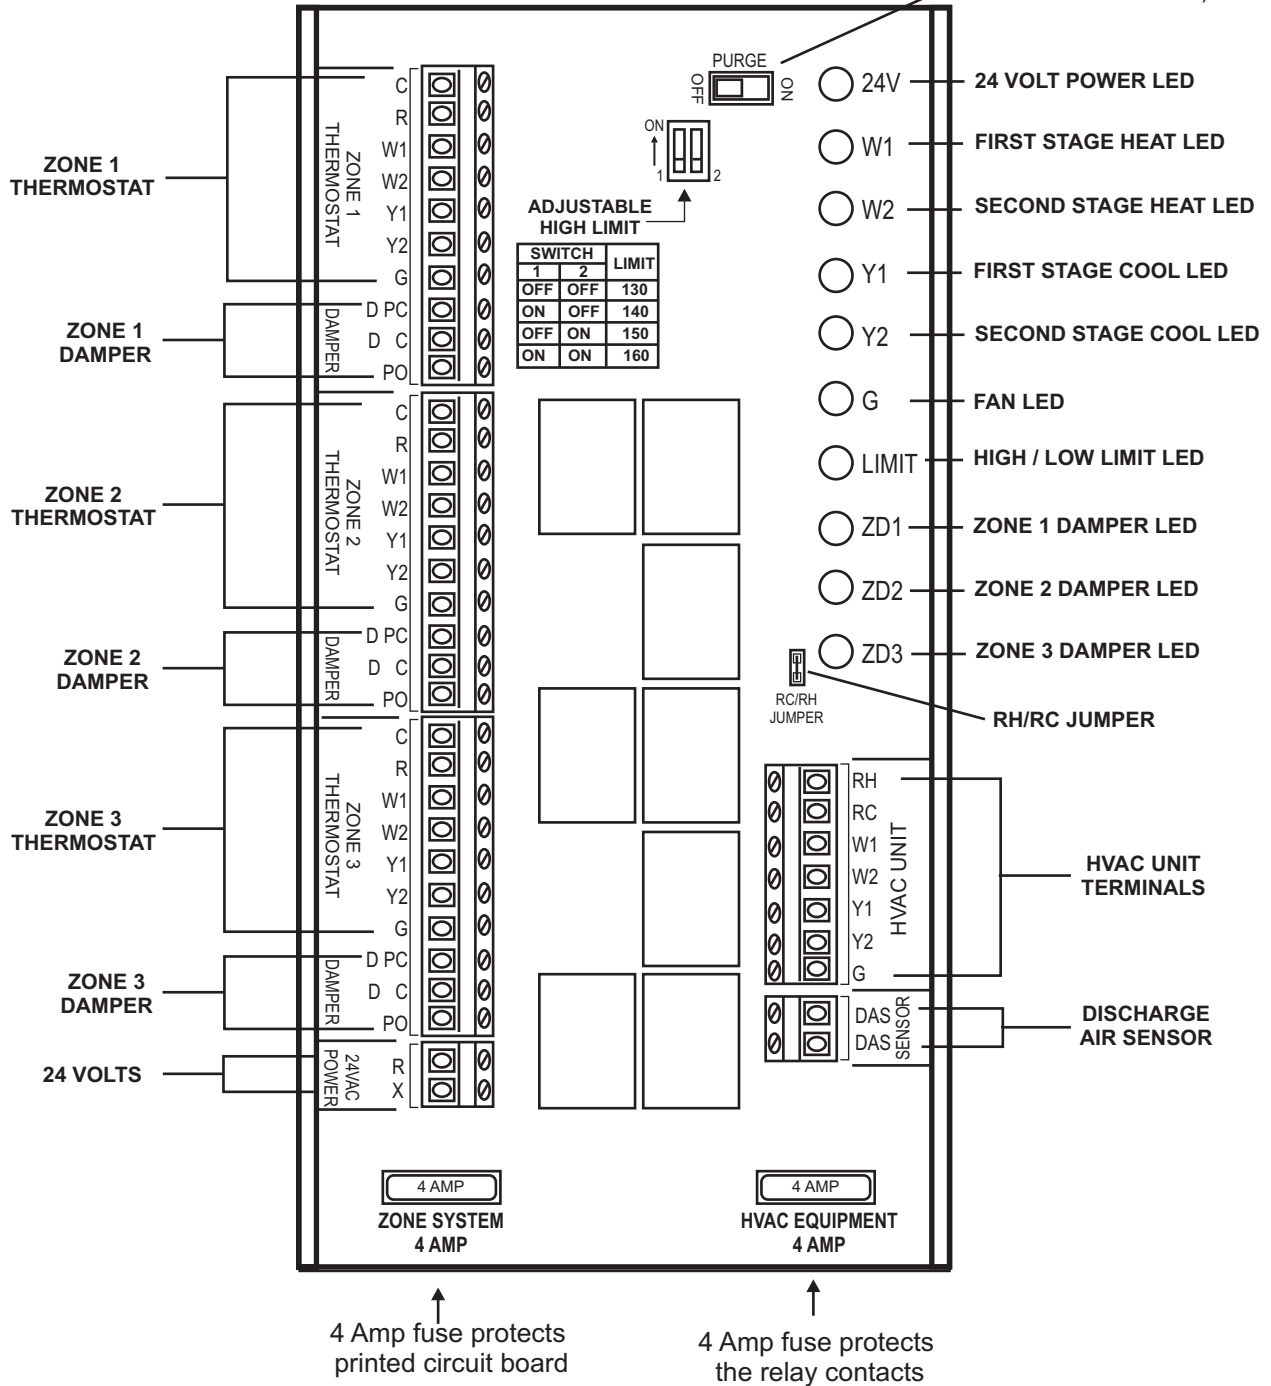 PURGE
OFF
ON
ON
1
2
ADJUSTABLE
HIGH LIMIT
SWITCH LIMIT
1 2
OFF OFF 130
ON OFF 140
OFF ON 150
ON ON 160
ZONE 1
THERMOSTAT
ZONE 1
THERMOSTAT
C
R
W1
W2
Y1
Y2
G
ZONE 1
DAMPER
DAMPER
D PC
D C
PO
ZONE 2
THERMOSTAT
ZONE 2
THERMOSTAT
C
R
W1
W2
Y1
Y2
G
ZONE 2
DAMPER
DAMPER
D PC
D C
PO
ZONE 3
THERMOSTAT
ZONE 3
THERMOSTAT
C
R
W1
W2
Y1
Y2
G
ZONE 3
DAMPER
DAMPER
D PC
D C
PO
24 VOLTS
24VAC
POWER
R
X
24V 24 VOLT POWER LED
W1 FIRST STAGE HEAT LED
W2 SECOND STAGE HEAT LED
Y1 FIRST STAGE COOL LED
Y2 SECOND STAGE COOL LED
G FAN LED
LIMIT HIGH / LOW LIMIT LED
ZD1 ZONE 1 DAMPER LED
ZD2 ZONE 2 DAMPER LED
ZD3 ZONE 3 DAMPER LED
RC/RH
JUMPER
RH/RC JUMPER
RH
RC
W1
W2
Y1
Y2
G
HVAC UNIT
HVAC UNIT
TERMINALS
DAS
DAS
SENSOR
DISCHARGE
AIR SENSOR
4 AMP
ZONE SYSTEM
4 AMP
4 AMP
HVAC EQUIPMENT
4 AMP
4 Amp fuse protects
printed circuit board
4 Amp fuse protects
the relay contacts